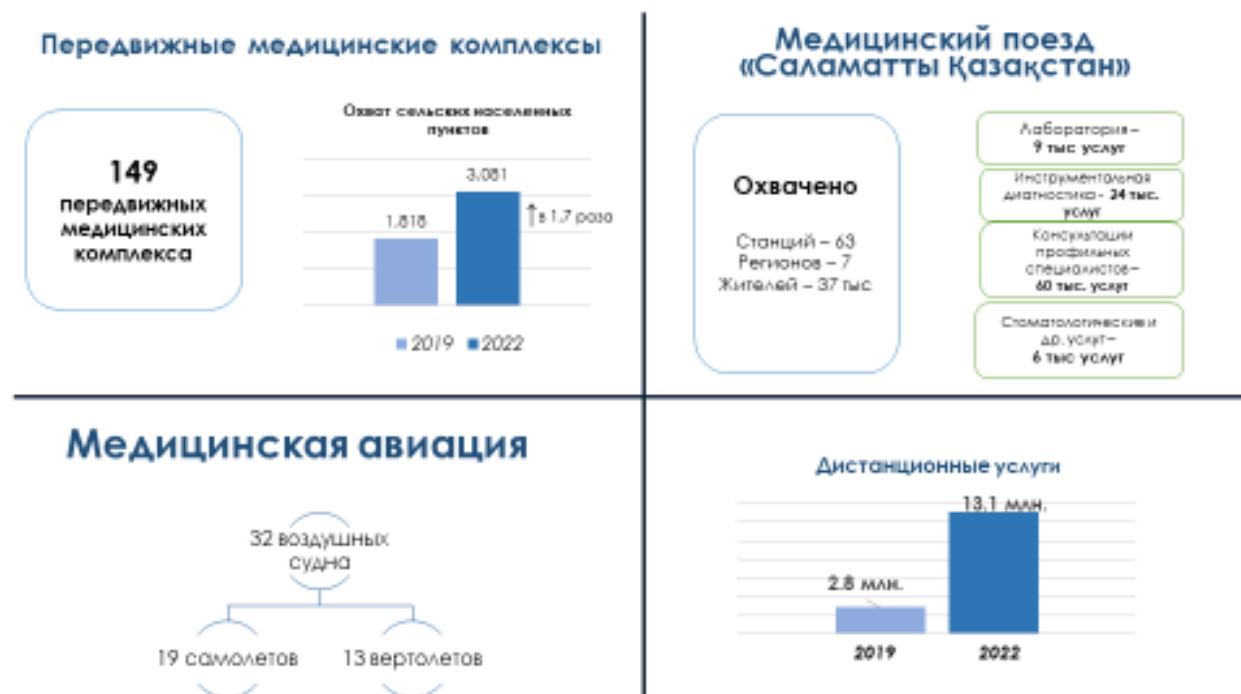 Передвижные медицинские комплексы
149
передвижных
медицинских
комплекса
Охват сельских населенных
пунктов
3,081
1,818
в 1,7 раза
2019 2022
Медицинский поезд
«Саламатты Қазақстан»
Охвачено
Станций – 63
Регионов – 7
Жителей – 37 тыс
Лаборатория –
9 тыс услуг
Инструментальная
диагностика - 24 тыс.
услуг
Консультации
профильных
специалистов –
60 тыс. услуг
Стоматологические и
др. услуг –
6 тыс услуг
Медицинская авиация
32 воздушных
судна
19 самолетов
13 вертолетов
Дистанционные услуги
13.1 млн.
2.8 млн.
2019
2022